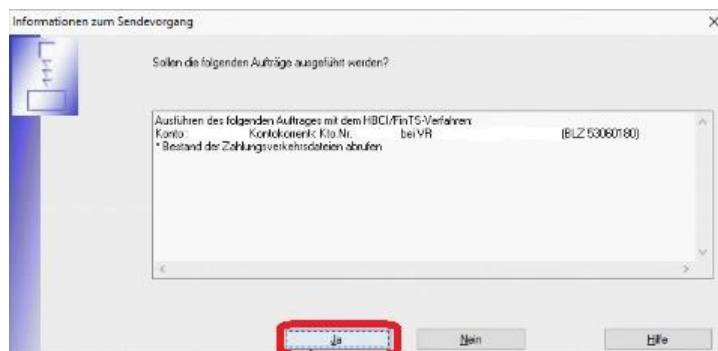 Informationen zum Sendevorgang
Sollen die folgenden Aufträge ausgeführt werden?
Ausführen des folgenden Auftrages mit dem HBCI/FinTS-Verfahren:
Konto: Kontokorrent: Kto.Nr. bei VR (BLZ 53060180)
* Bestand der Zahlungsverkehrsdateien abrufen
Ja Nein Hilfe